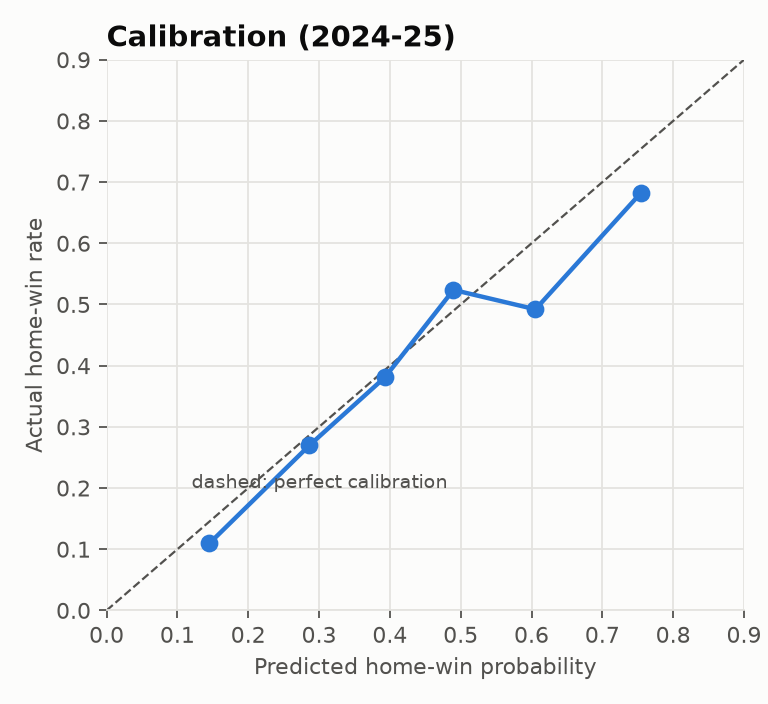 Calibration (2024-25)
0.9
0.8
0.7
0.6
0.5
0.4
0.3
0.2
0.1
0.0
Actual home-win rate
dashed: perfect calibration
0.0 0.1 0.2 0.3 0.4 0.5 0.6 0.7 0.8 0.9
Predicted home-win probability